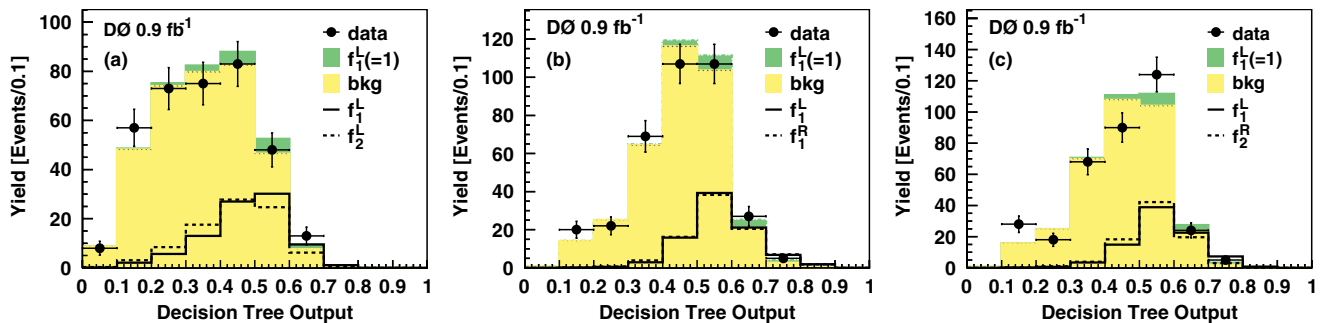 DØ 0.9 fb⁻¹
(a)
data
f₁ᴸ(=1)
bkg
f₁ᴸ
f₂ᴸ
Yield [Events/0.1]
100
80
60
40
20
0
0 0.1 0.2 0.3 0.4 0.5 0.6 0.7 0.8 0.9 1
Decision Tree Output
DØ 0.9 fb⁻¹
(b)
data
f₁ᴸ(=1)
bkg
f₁ᴸ
f₁ᴿ
Yield [Events/0.1]
120
100
80
60
40
20
0
0 0.1 0.2 0.3 0.4 0.5 0.6 0.7 0.8 0.9 1
Decision Tree Output
DØ 0.9 fb⁻¹
(c)
data
f₁ᴸ(=1)
bkg
f₁ᴸ
f₂ᴿ
Yield [Events/0.1]
160
140
120
100
80
60
40
20
0
0 0.1 0.2 0.3 0.4 0.5 0.6 0.7 0.8 0.9 1
Decision Tree Output